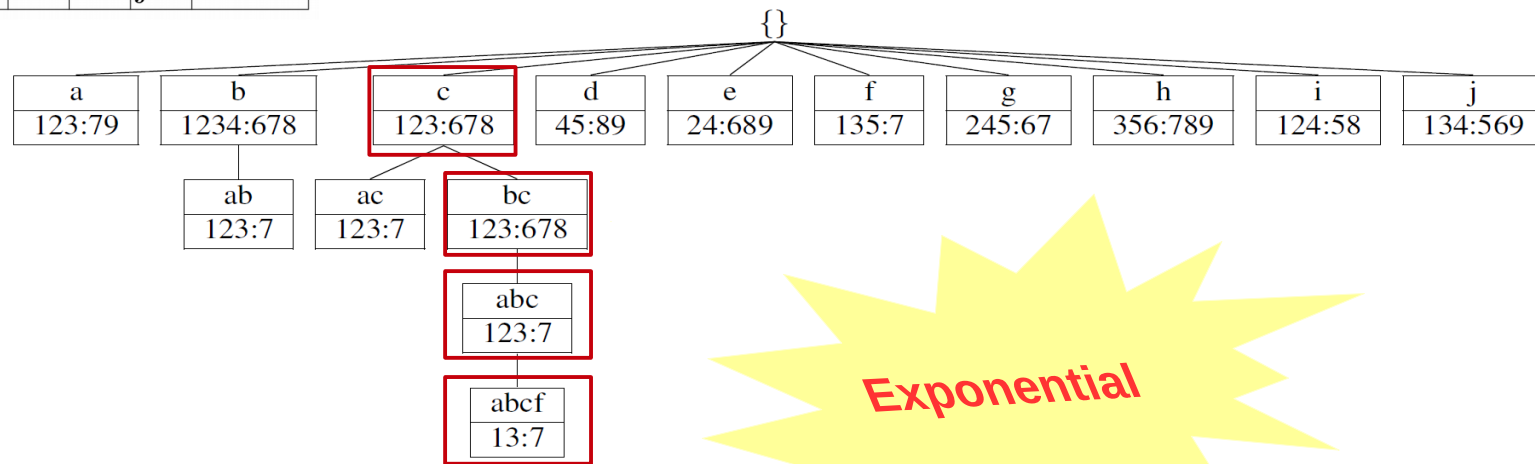 {}
a b c d e f g h i j
123:79 1234:678 123:678 45:89 24:689 135:7 245:67 356:789 124:58 134:569
ab ac bc
123:7 123:7 123:678
abc
123:7
Exponential
abcf
13:7